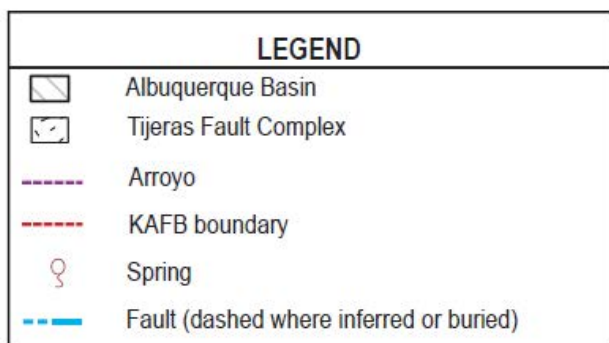 LEGEND
Albuquerque Basin
Tijeras Fault Complex
Arroyo
KAFB boundary
Spring
Fault (dashed where inferred or buried)